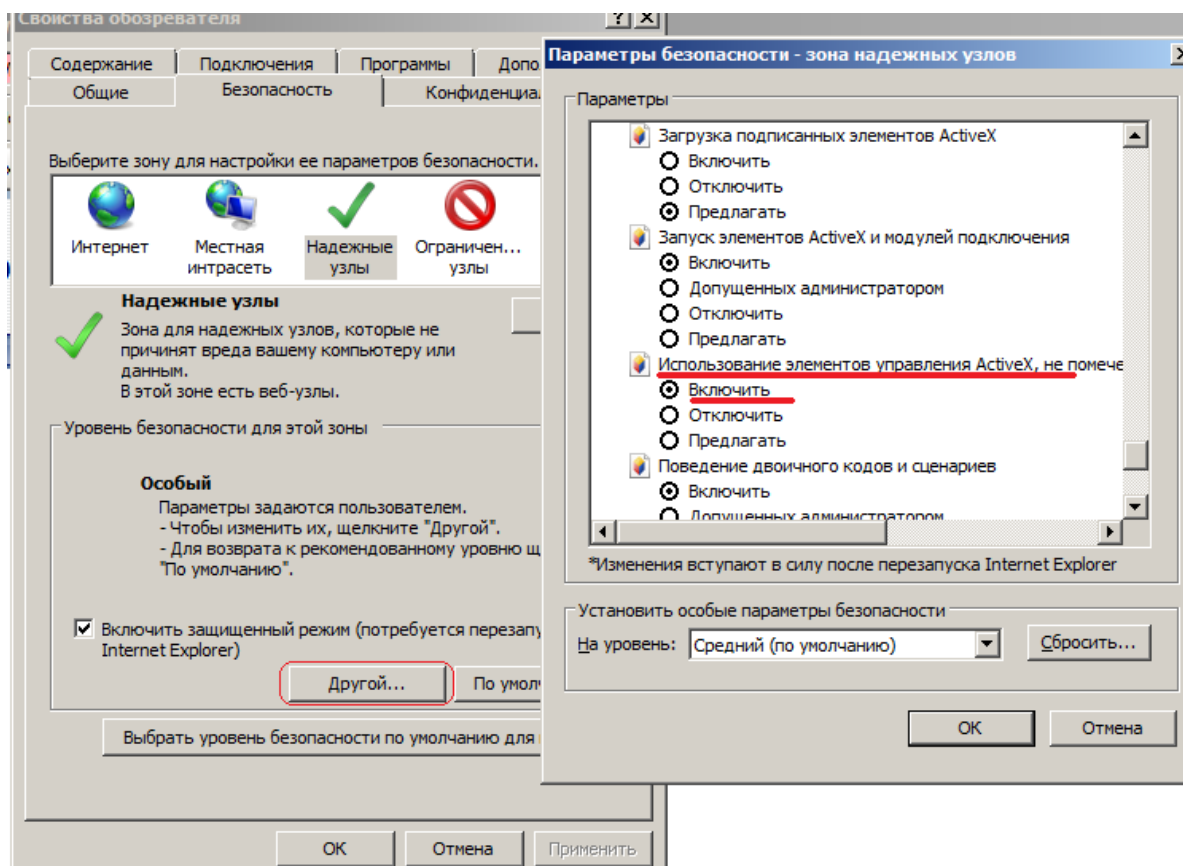 Свойства обозревателя
Содержание Подключения Программы Допо
Общие Безопасность Конфиденциал
Выберите зону для настройки ее параметров безопасности.
Интернет Местная интрасеть Надежные узлы Ограничен... узлы
Надежные узлы
Зона для надежных узлов, которые не
причинят вреда вашему компьютеру или
данным.
В этой зоне есть веб-узлы.
Уровень безопасности для этой зоны
Особый
Параметры задаются пользователем.
- Чтобы изменить их, щелкните "Другой".
- Для возврата к рекомендованному уровню щ
"По умолчанию".
Включить защищенный режим (потребуется перезапу
Internet Explorer)
Другой... По умол
Выбрать уровень безопасности по умолчанию для
ОК Отмена Применить
Параметры безопасности - зона надежных узлов
Параметры
Загрузка подписанных элементов ActiveX
Включить
Отключить
Предлагать
Запуск элементов ActiveX и модулей подключения
Включить
Допущенных администратором
Отключить
Предлагать
Использование элементов управления ActiveX, не помече
Включить
Отключить
Предлагать
Поведение двоичного кодов и сценариев
Включить
Допущенных администратором
*Изменения вступают в силу после перезапуска Internet Explorer
Установить особые параметры безопасности
На уровень: Средний (по умолчанию) Сбросить...
ОК Отмена